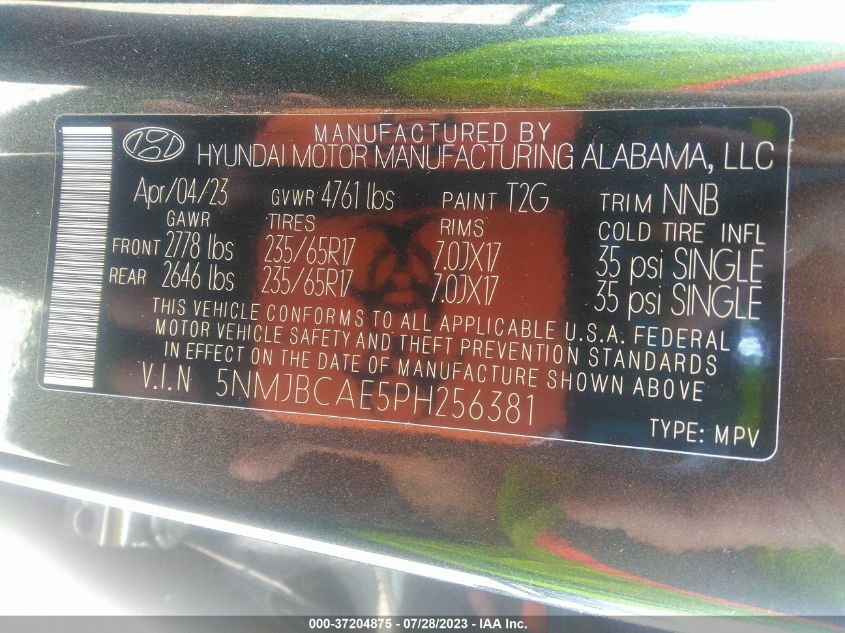 MANUFACTURED BY
HYUNDAI MOTOR MANUFACTURING ALABAMA, LLC
Apr/04/23 GVWR 4761 lbs PAINT T2G TRIM NNB
GAWR TIRES RIMS COLD TIRE INFL
FRONT 2778 lbs 235/65R17 7.0JX17 35 psi SINGLE
REAR 2646 lbs 235/65R17 7.0JX17 35 psi SINGLE
THIS VEHICLE CONFORMS TO ALL APPLICABLE U.S.A. FEDERAL
MOTOR VEHICLE SAFETY AND THEFT PREVENTION STANDARDS
IN EFFECT ON THE DATE OF MANUFACTURE SHOWN ABOVE
V.I.N 5NMJBCAE5PH256381
TYPE: MPV
000-37204875 / 07/28/2023 / IAA Inc.